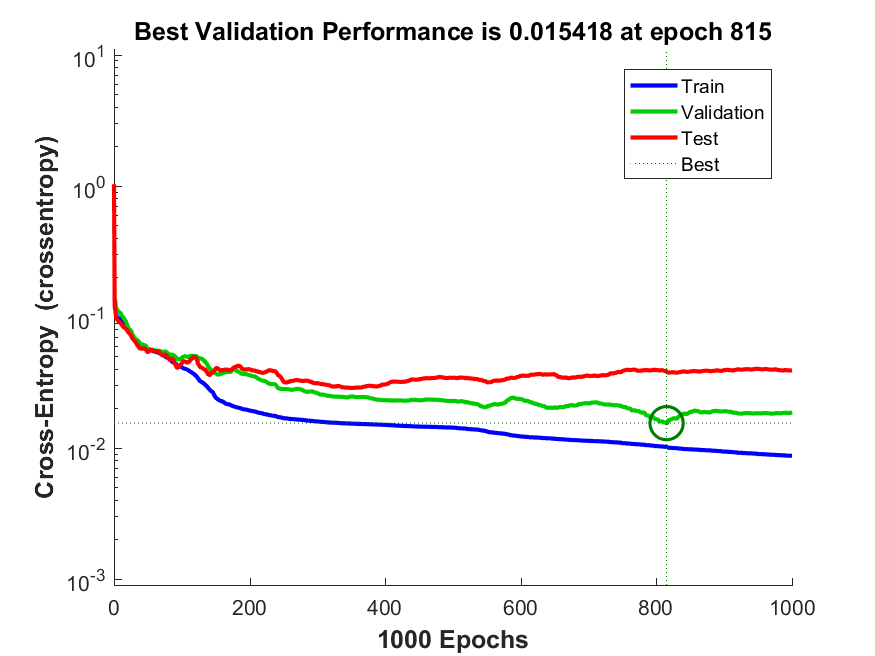 Best Validation Performance is 0.015418 at epoch 815
10^1
10^0
10^-1
10^-2
10^-3
Cross-Entropy (crossentropy)
Train
Validation
Test
Best
0 200 400 600 800 1000
1000 Epochs